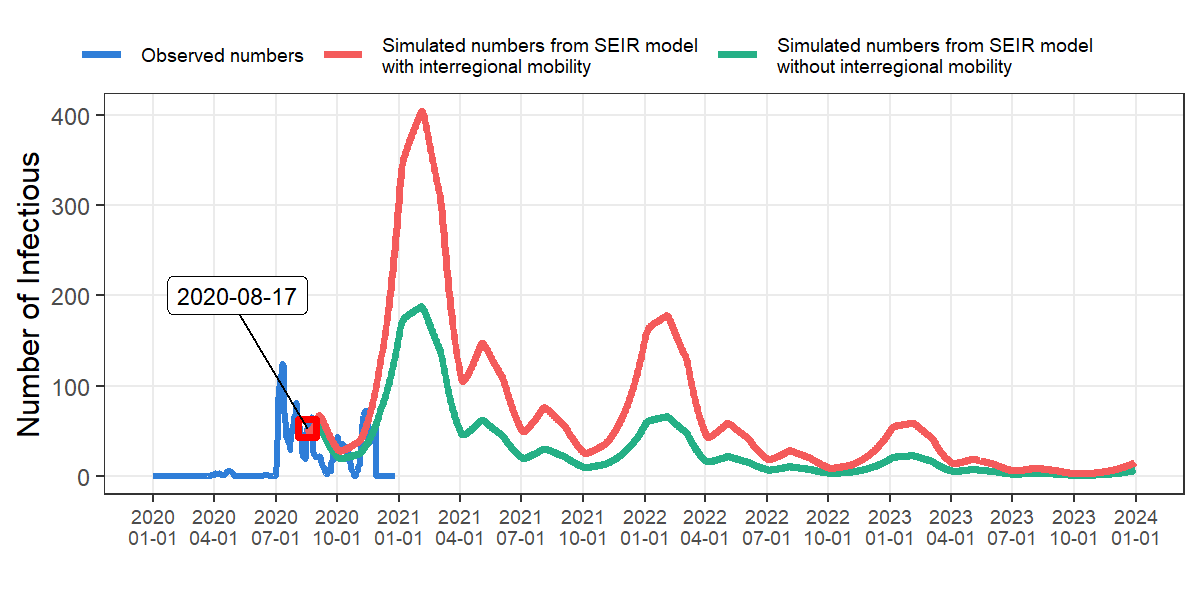 Observed numbers
Simulated numbers from SEIR model
with interregional mobility
Simulated numbers from SEIR model
without interregional mobility
Number of Infectious
400
300
200
100
0
2020-08-17
2020 2020 2020 2020 2021 2021 2021 2021 2022 2022 2022 2022 2023 2023 2023 2023 2024
01-01 04-01 07-01 10-01 01-01 04-01 07-01 10-01 01-01 04-01 07-01 10-01 01-01 04-01 07-01 10-01 01-01